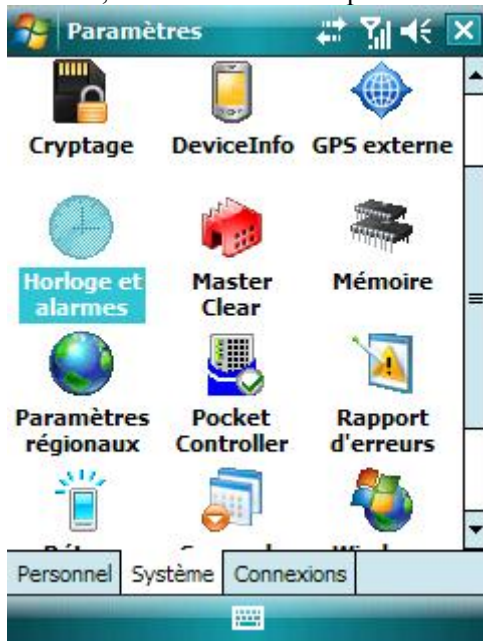 Paramètres
Cryptage DeviceInfo GPS externe
Horloge et alarmes
Master Clear
Mémoire
Paramètres régionaux
Pocket Controller
Rapport d'erreurs
Personnel Système Connexions